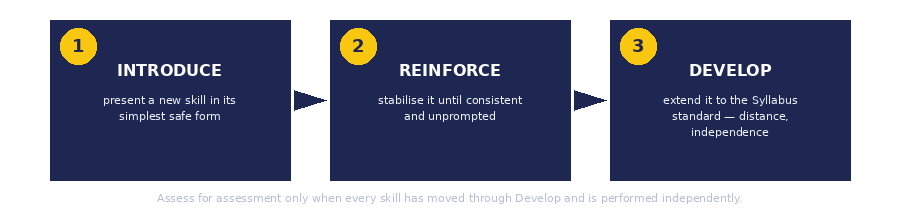 1
INTRODUCE
present a new skill in its
simplest safe form
2
REINFORCE
stabilise it until consistent
and unprompted
3
DEVELOP
extend it to the Syllabus
standard — distance,
independence
Assess for assessment only when every skill has moved through Develop and is performed independently.